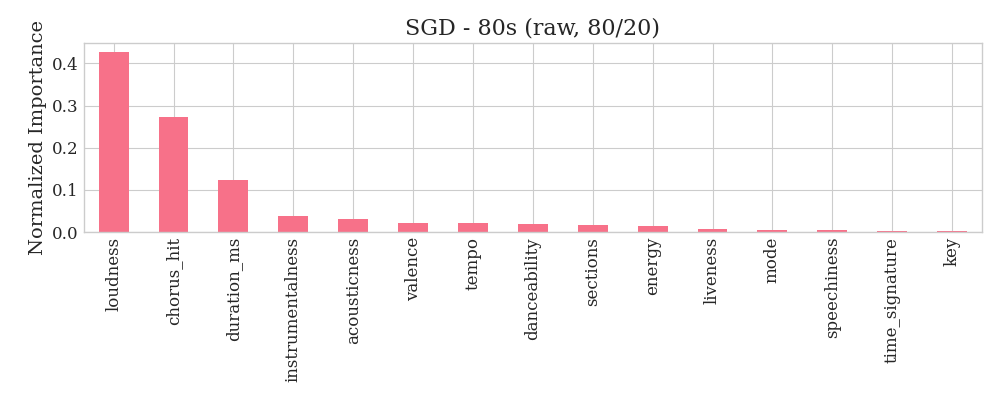 SGD - 80s (raw, 80/20)
Normalized Importance
0.4
0.3
0.2
0.1
0.0
loudness
chorus_hit
duration_ms
instrumentalness
acousticness
valence
tempo
danceability
sections
energy
liveness
mode
speechiness
time_signature
key